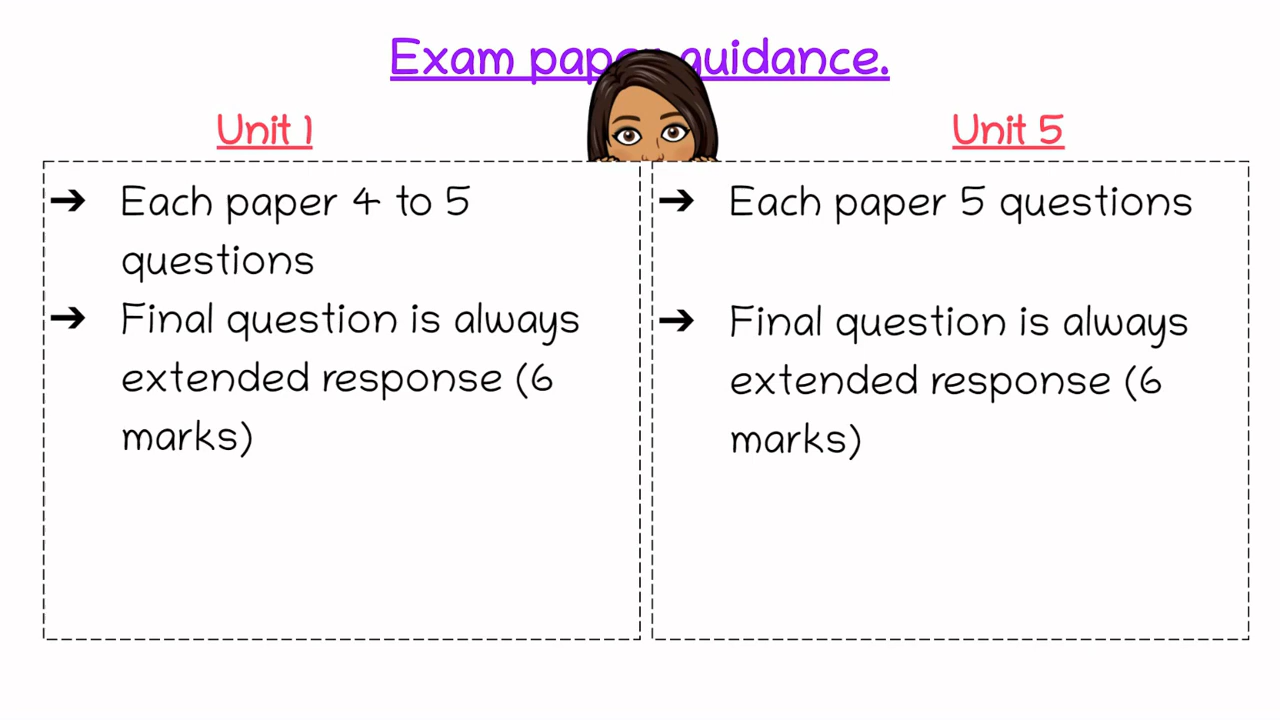 Exam paper guidance.
Unit 1
Unit 5
➔ Each paper 4 to 5
questions
➔ Final question is always
extended response (6
marks)
➔ Each paper 5 questions
➔ Final question is always
extended response (6
marks)